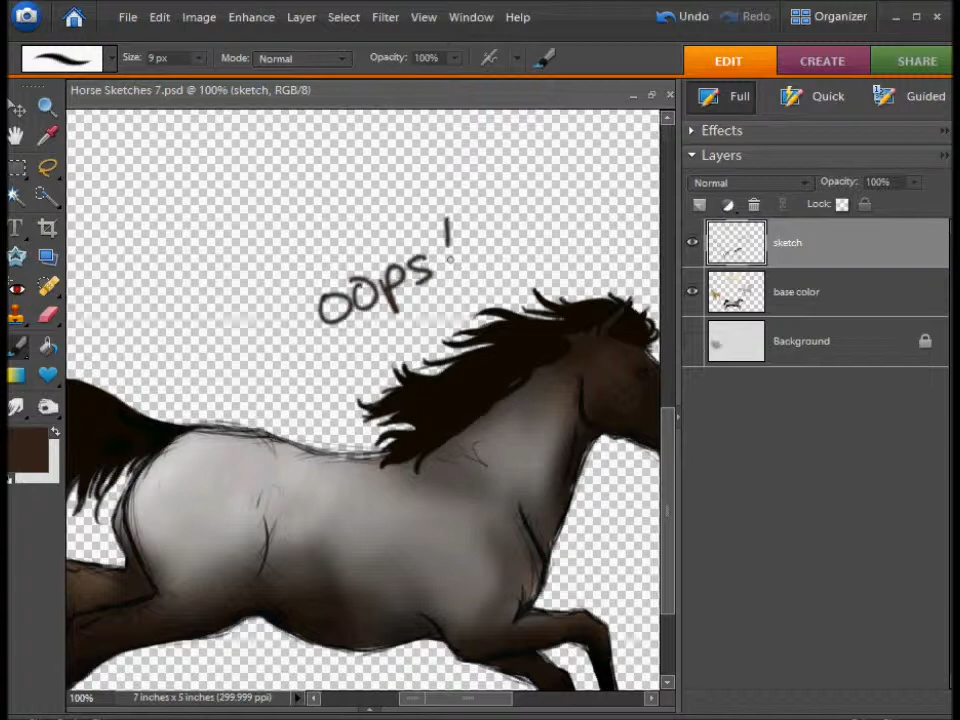 File Edit Image Enhance Layer Select Filter View Window Help Undo Redo Organizer
Size: 9 px Mode: Normal Opacity: 100% EDIT CREATE SHARE
Horse Sketches 7.psd @ 100% (sketch, RGB/8)
Full Quick Guided
Effects
Layers
Normal Opacity: 100%
Lock:
sketch
oops!
base color
Background
100% 7 inches x 5 inches (299.999 ppi)